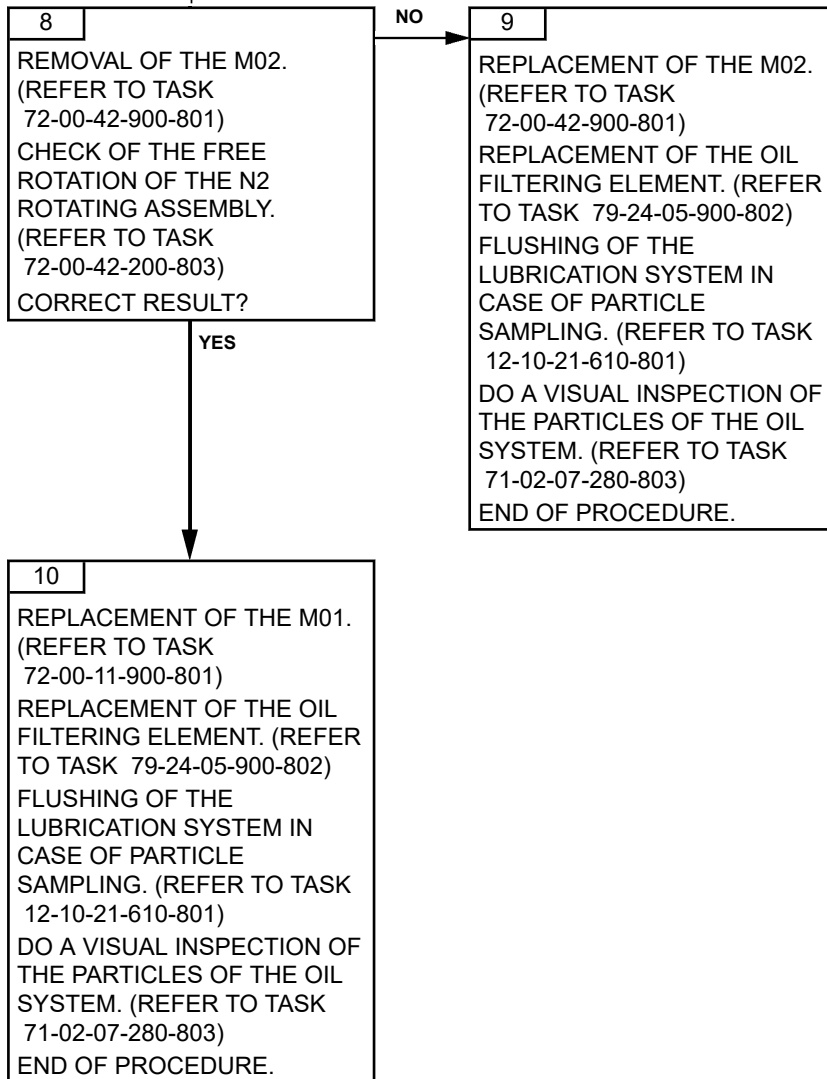 8
REMOVAL OF THE M02.
(REFER TO TASK
72-00-42-900-801)
CHECK OF THE FREE
ROTATION OF THE N2
ROTATING ASSEMBLY.
(REFER TO TASK
72-00-42-200-803)
CORRECT RESULT?
NO
9
REPLACEMENT OF THE M02.
(REFER TO TASK
72-00-42-900-801)
REPLACEMENT OF THE OIL
FILTERING ELEMENT. (REFER
TO TASK 79-24-05-900-802)
FLUSHING OF THE
LUBRICATION SYSTEM IN
CASE OF PARTICLE
SAMPLING. (REFER TO TASK
12-10-21-610-801)
DO A VISUAL INSPECTION OF
THE PARTICLES OF THE OIL
SYSTEM. (REFER TO TASK
71-02-07-280-803)
END OF PROCEDURE.
YES
10
REPLACEMENT OF THE M01.
(REFER TO TASK
72-00-11-900-801)
REPLACEMENT OF THE OIL
FILTERING ELEMENT. (REFER
TO TASK 79-24-05-900-802)
FLUSHING OF THE
LUBRICATION SYSTEM IN
CASE OF PARTICLE
SAMPLING. (REFER TO TASK
12-10-21-610-801)
DO A VISUAL INSPECTION OF
THE PARTICLES OF THE OIL
SYSTEM. (REFER TO TASK
71-02-07-280-803)
END OF PROCEDURE.